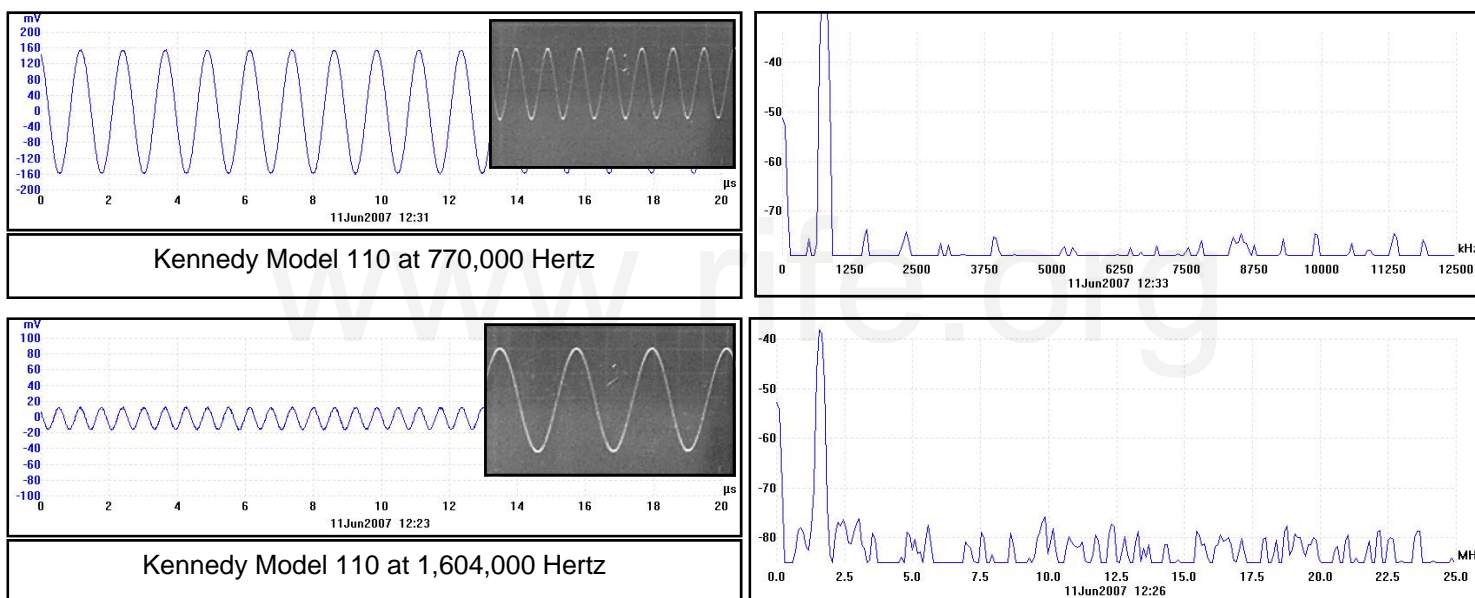 mV
200
160
120
80
40
0
-40
-80
-120
-160
-200
0 2 4 6 8 10 12 14 16 18 20
µs
11Jun2007 12:31
Kennedy Model 110 at 770,000 Hertz
-40
-50
-60
-70
kHz
0 1250 2500 3750 5000 6250 7500 8750 10000 11250 12500
11Jun2007 12:33
www.rife.org
mV
100
80
60
40
20
0
-20
-40
-60
-80
-100
0 2 4 6 8 10 12 14 16 18 20
µs
11Jun2007 12:23
Kennedy Model 110 at 1,604,000 Hertz
-40
-50
-60
-70
-80
MH
0.0 2.5 5.0 7.5 10.0 12.5 15.0 17.5 20.0 22.5 25.0
11Jun2007 12:26